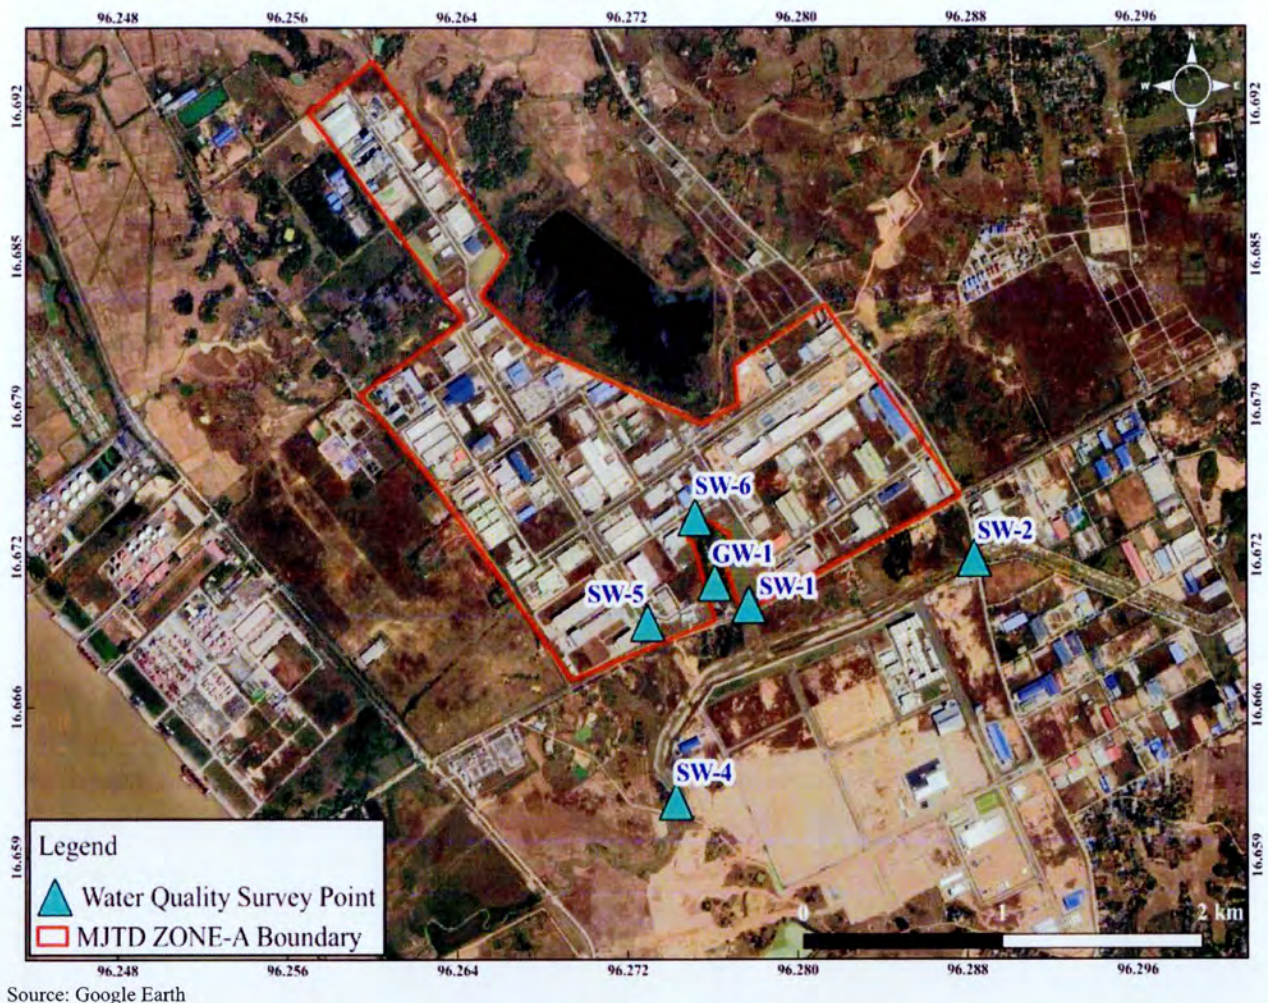 96.248 96.256 96.264 96.272 96.280 96.288 96.296
N
W E
S
16.692 16.692
16.685 16.685
16.679 16.679
SW-6
SW-2
16.672 16.672
GW-1
SW-5 SW-1
16.666 16.666
SW-4
16.659 16.659
Legend
Water Quality Survey Point
MJTD ZONE-A Boundary
0 1 2 km
96.248 96.256 96.264 96.272 96.280 96.288 96.296
Source: Google Earth